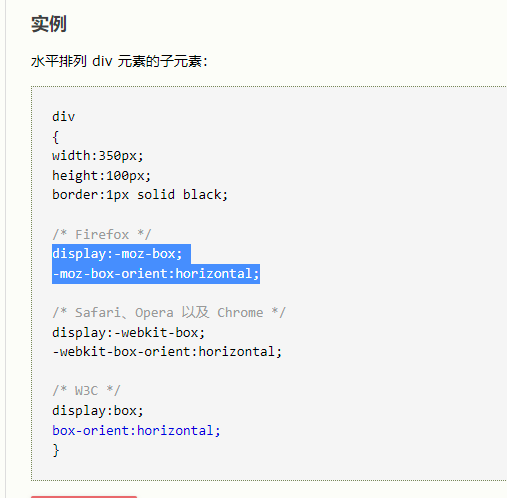 实例
水平排列 div 元素的子元素：
div
{
width:350px;
height:100px;
border:1px solid black;
/* Firefox */
display:-moz-box;
-moz-box-orient:horizontal;
/* Safari、Opera 以及 Chrome */
display:-webkit-box;
-webkit-box-orient:horizontal;
/* W3C */
display:box;
box-orient:horizontal;
}